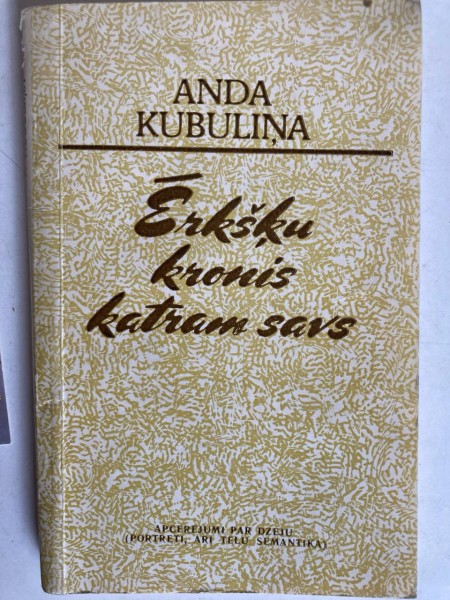 ANDA
KUBULIŅA
Ērkšķu
kronis
katram savs
APCERĒJUMI PAR DZEJU
(PORTRETI, ARĪ TĒLU SEMANTIKA)